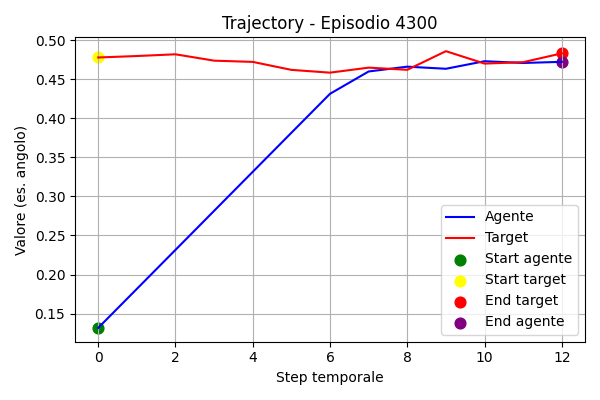 Trajectory - Episodio 4300
Valore (es. angolo)
0.50
0.45
0.40
0.35
0.30
0.25
0.20
0.15
0 2 4 6 8 10 12
Step temporale
Agente
Target
Start agente
Start target
End target
End agente